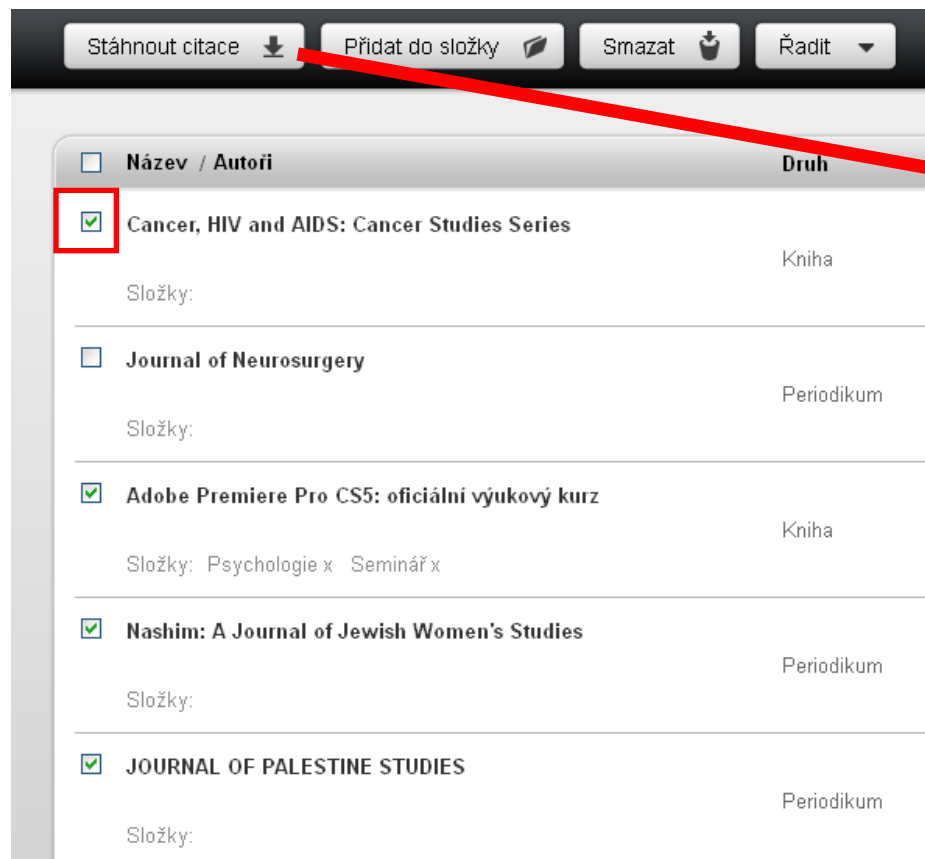 Stáhnout citace Přidat do složky Smazat Řadit
Název / Autoři Druh
Cancer, HIV and AIDS: Cancer Studies Series
Kniha
Složky:
Journal of Neurosurgery
Periodikum
Složky:
Adobe Premiere Pro CS5: oficiální výukový kurz
Kniha
Složky: Psychologie x Seminář x
Nashim: A Journal of Jewish Women's Studies
Periodikum
Složky:
JOURNAL OF PALESTINE STUDIES
Periodikum
Složky: